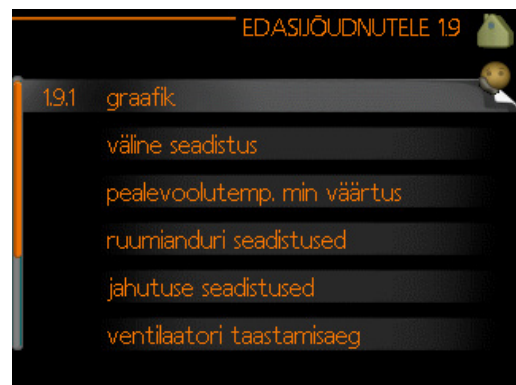 EDASIJÕUDNUTELE 1.9
1.9.1 graafik
väline seadistus
pealevoolutemp. min väärtus
ruumianduri seadistused
jahutuse seadistused
ventilaatori taastamisaeg